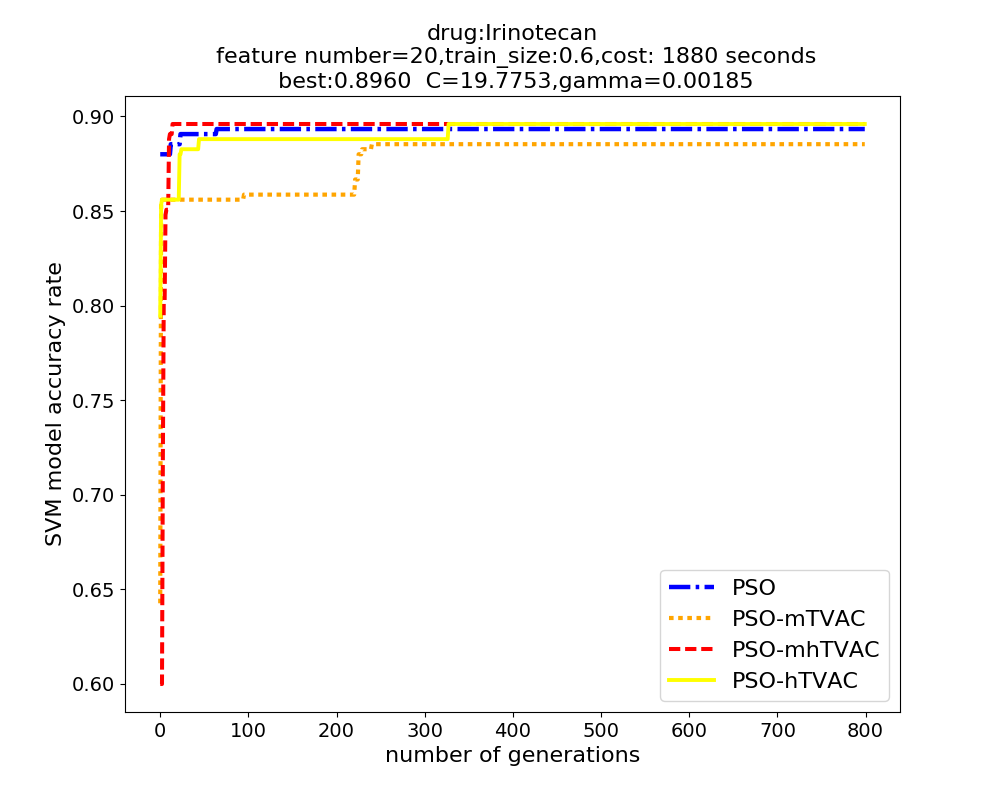 drug:Irinotecan
feature number=20,train_size:0.6,cost: 1880 seconds
best:0.8960  C=19.7753,gamma=0.00185
0.90
0.85
0.80
0.75
0.70
0.65
0.60
SVM model accuracy rate
PSO
PSO-mTVAC
PSO-mhTVAC
PSO-hTVAC
0 100 200 300 400 500 600 700 800
number of generations